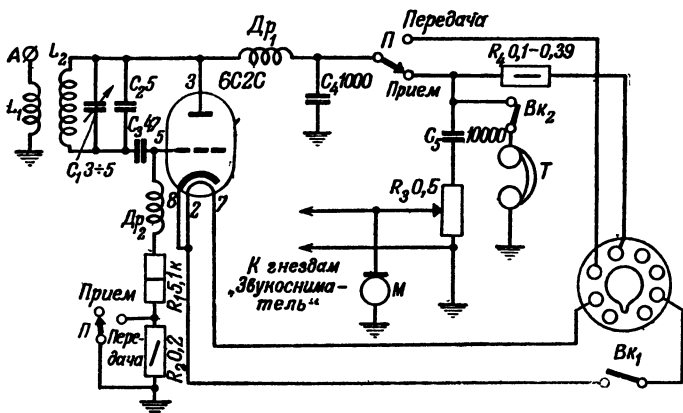 Передача
Др₁
П
R₄ 0,1-0,39
А
L₂
3
6С2С
C₄ 1000
Прием
Вк₂
C₂ 5
C₃ 47
5
L₁
C₁ 3÷5
C₅
10000
Т
R₃ 0,5
8
2
7
Др₂
К гнездам
„Звукоснима-
тель"
М
R₁ 5,1к
Прием
П
Пере-
дача
R₂ 0,2
Вк₁